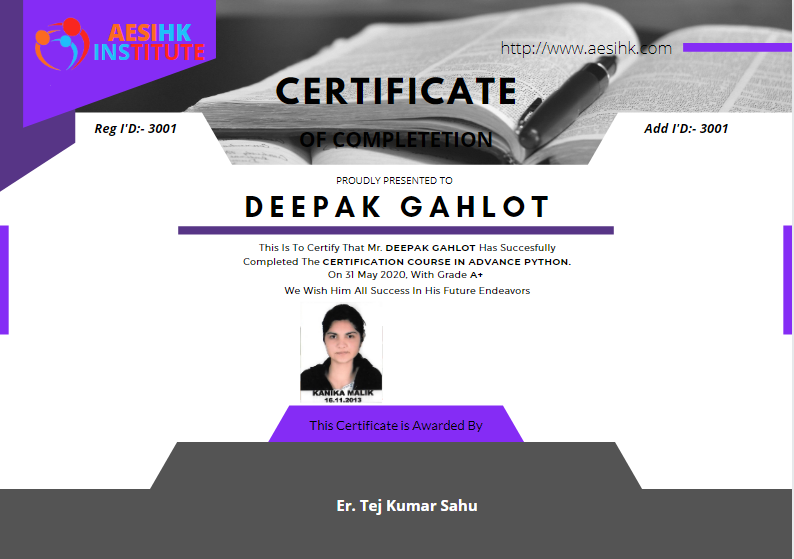 AESIHK
INSTITUTE
http://www.aesihk.com
CERTIFICATE
OF COMPLETETION
Reg I'D:- 3001
Add I'D:- 3001
PROUDLY PRESENTED TO
DEEPAK GAHLOT
This Is To Certify That Mr. DEEPAK GAHLOT Has Succesfully
Completed The CERTIFICATION COURSE IN ADVANCE PYTHON.
On 31 May 2020, With Grade A+
We Wish Him All Success In His Future Endeavors
KANIKA MALIK
16.11.2013
This Certificate is Awarded By
Er. Tej Kumar Sahu